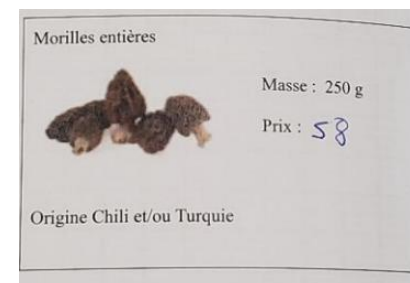 Morilles entières
Masse : 250 g
Prix : 58
Origine Chili et/ou Turquie